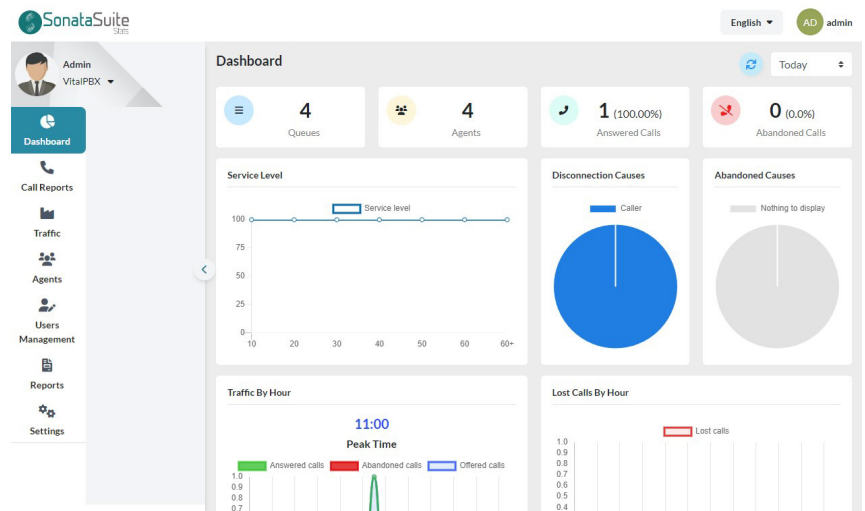 SonataSuite
Stats
English
AD
admin
Admin
VitalPBX
Dashboard
Call Reports
Traffic
Agents
Users
Management
Reports
Settings
Dashboard
Today
4
Queues
4
Agents
1 (100.00%)
Answered Calls
0 (0.0%)
Abandoned Calls
Service Level
Service level
100
75
50
25
0
10 20 30 40 50 60 60+
Disconnection Causes
Caller
Abandoned Causes
Nothing to display
Traffic By Hour
11:00
Peak Time
Answered calls Abandoned calls Offered calls
1.0
0.9
0.8
0.7
Lost Calls By Hour
Lost calls
1.0
0.9
0.8
0.7
0.6
0.5
0.4